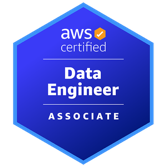 aws
certified
Data
Engineer
ASSOCIATE